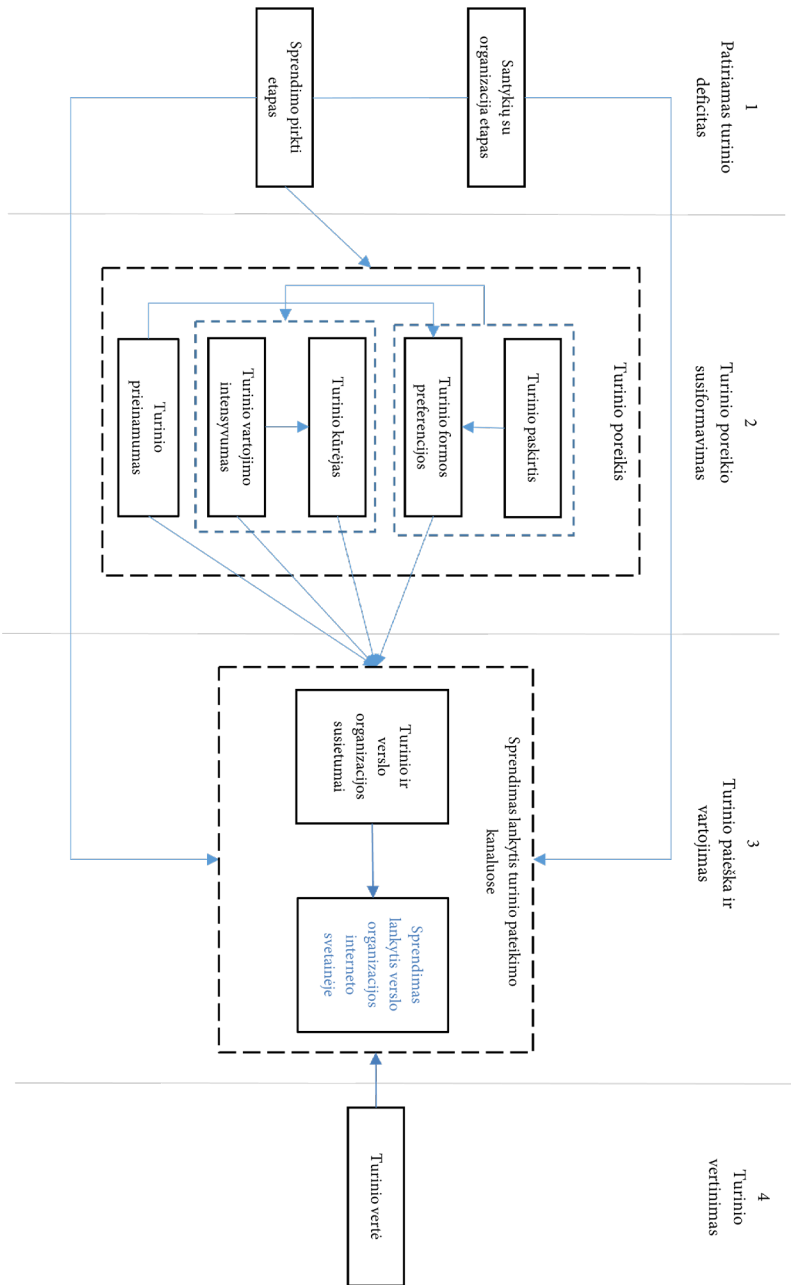 1
Patiriamas turinio
deficitas
Santykių su
organizacija etapas
Sprendimo pirkti
etapas
2
Turinio poreikio
susiformavimas
Turinio poreikis
Turinio paskirtis
Turinio formos
preferencijos
Turinio kūrėjas
Turinio vartojimo
intensyvumas
Turinio
prieinamumas
3
Turinio paieška ir
vartojimas
Sprendimas lankytis turinio pateikimo
kanaluose
Turinio ir
verslo
organizacijos
susietumai
Sprendimas
lankytis verslo
organizacijos
interneto
svetainėje
4
Turinio
vertinimas
Turinio vertė